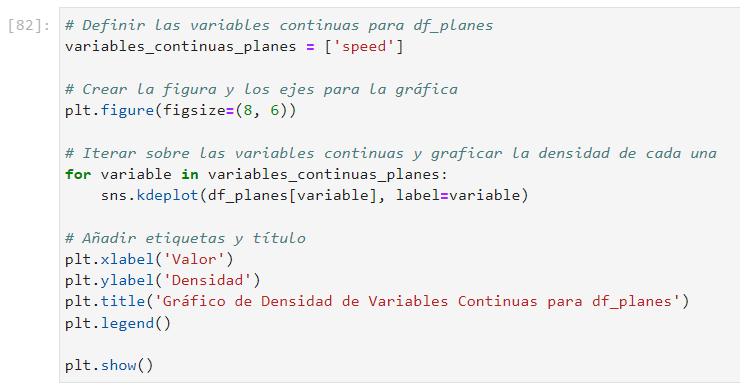 [82]: # Definir las variables continuas para df_planes
variables_continuas_planes = ['speed']
# Crear la figura y los ejes para la gráfica
plt.figure(figsize=(8, 6))
# Iterar sobre las variables continuas y graficar la densidad de cada una
for variable in variables_continuas_planes:
    sns.kdeplot(df_planes[variable], label=variable)
# Añadir etiquetas y título
plt.xlabel('Valor')
plt.ylabel('Densidad')
plt.title('Gráfico de Densidad de Variables Continuas para df_planes')
plt.legend()
plt.show()